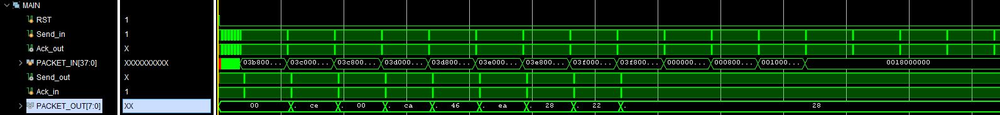 MAIN
RST 1
Send_in 1
Ack_out X
PACKET_IN[37:0] XXXXXXXXXX 03b800... 03c000... 03c800... 03d000... 03d800... 03e000... 03e800... 03f000... 03f800... 000000... 000800... 001000... 0018000000
Send_out X
Ack_in 1
PACKET_OUT[7:0] XX 00 . ce . 00 . ca . 46 . ea . 28 . 22 . 28